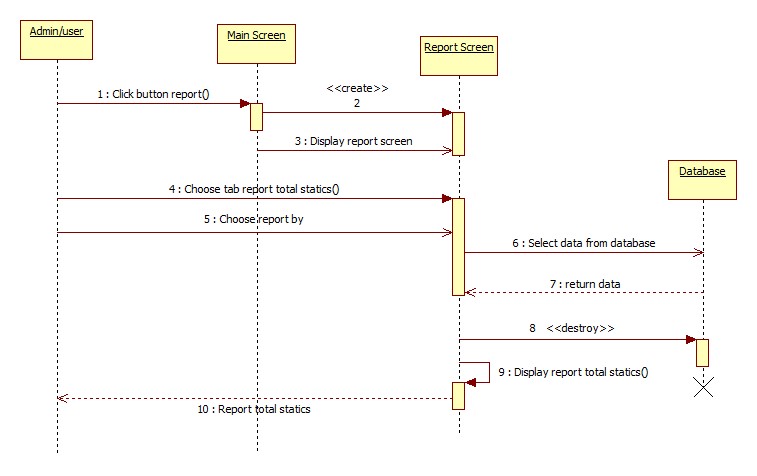 Admin/user
Main Screen
Report Screen
<<create>>
1 : Click button report()
2
3 : Display report screen
Database
4 : Choose tab report total statics()
5 : Choose report by
6 : Select data from database
7 : return data
8 <<destroy>>
9 : Display report total statics()
10 : Report total statics